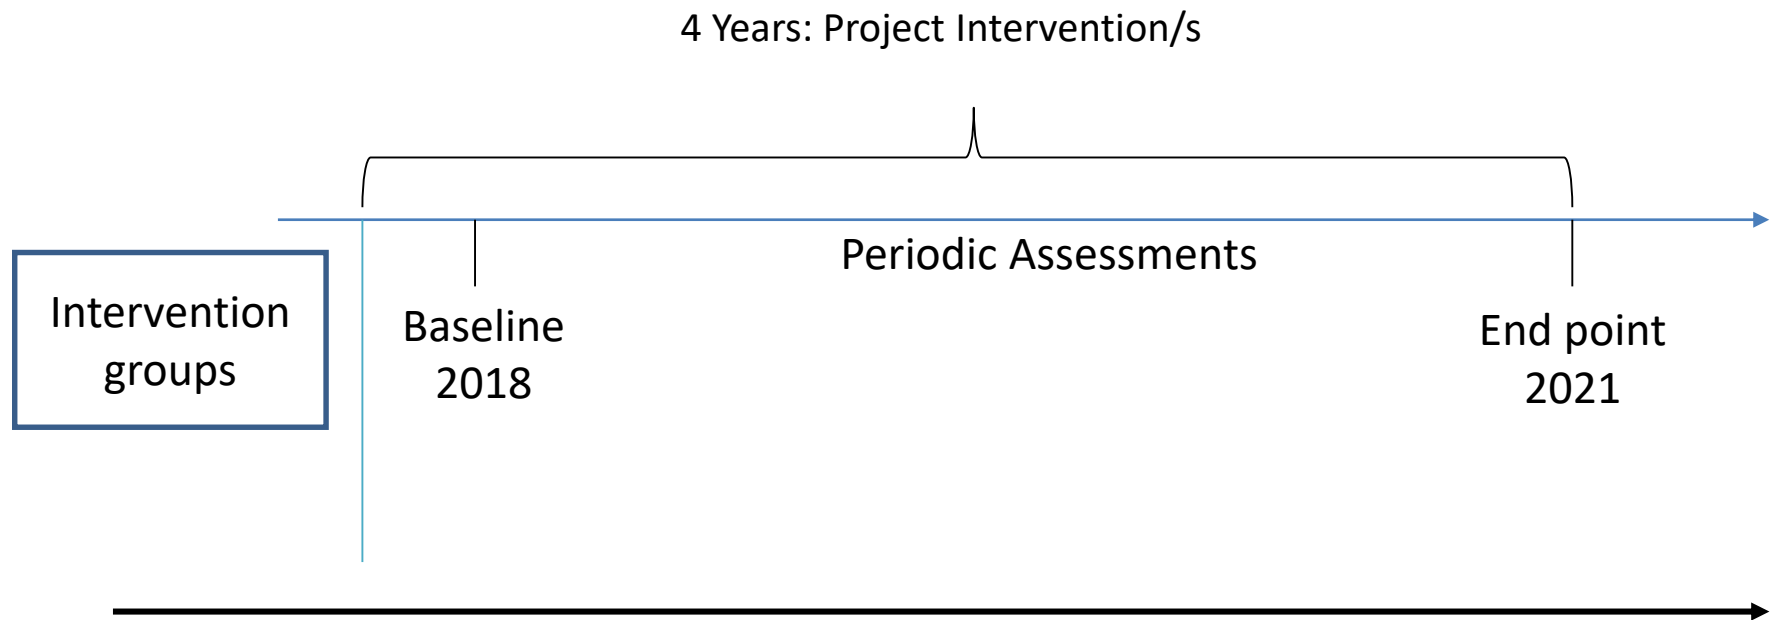 4 Years: Project Intervention/s
Periodic Assessments
Intervention
groups
Baseline
2018
End point
2021